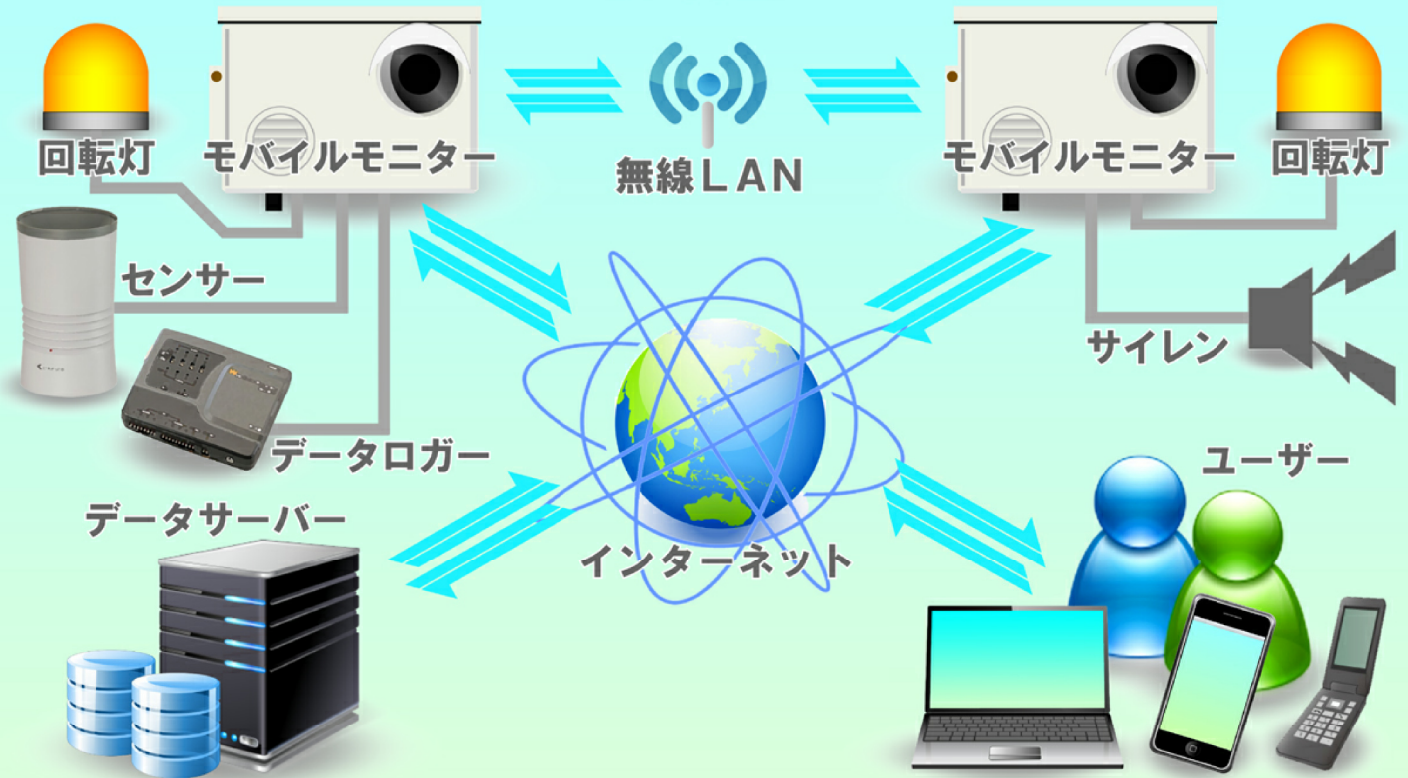 回転灯
モバイルモニター
無線LAN
モバイルモニター
回転灯
センサー
サイレン
データロガー
ユーザー
データサーバー
インターネット